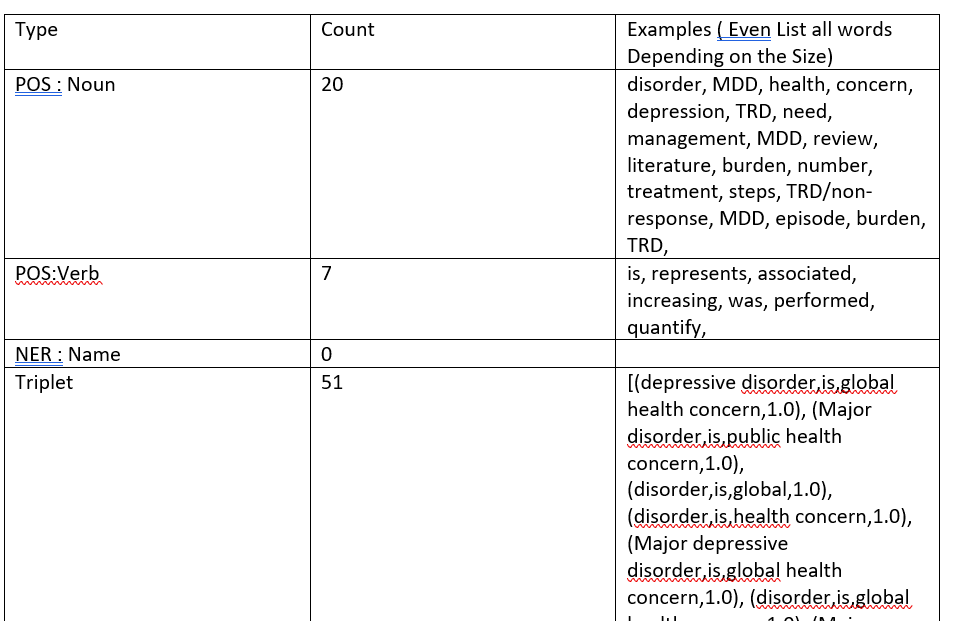 Type
Count
Examples ( Even List all words
Depending on the Size)
POS : Noun
20
disorder, MDD, health, concern,
depression, TRD, need,
management, MDD, review,
literature, burden, number,
treatment, steps, TRD/non-
response, MDD, episode, burden,
TRD,
POS:Verb
7
is, represents, associated,
increasing, was, performed,
quantify,
NER : Name
0
Triplet
51
[(depressive disorder,is,global
health concern,1.0), (Major
disorder,is,public health
concern,1.0),
(disorder,is,global,1.0),
(disorder,is,health concern,1.0),
(Major depressive
disorder,is,global health
concern,1.0), (disorder,is,global